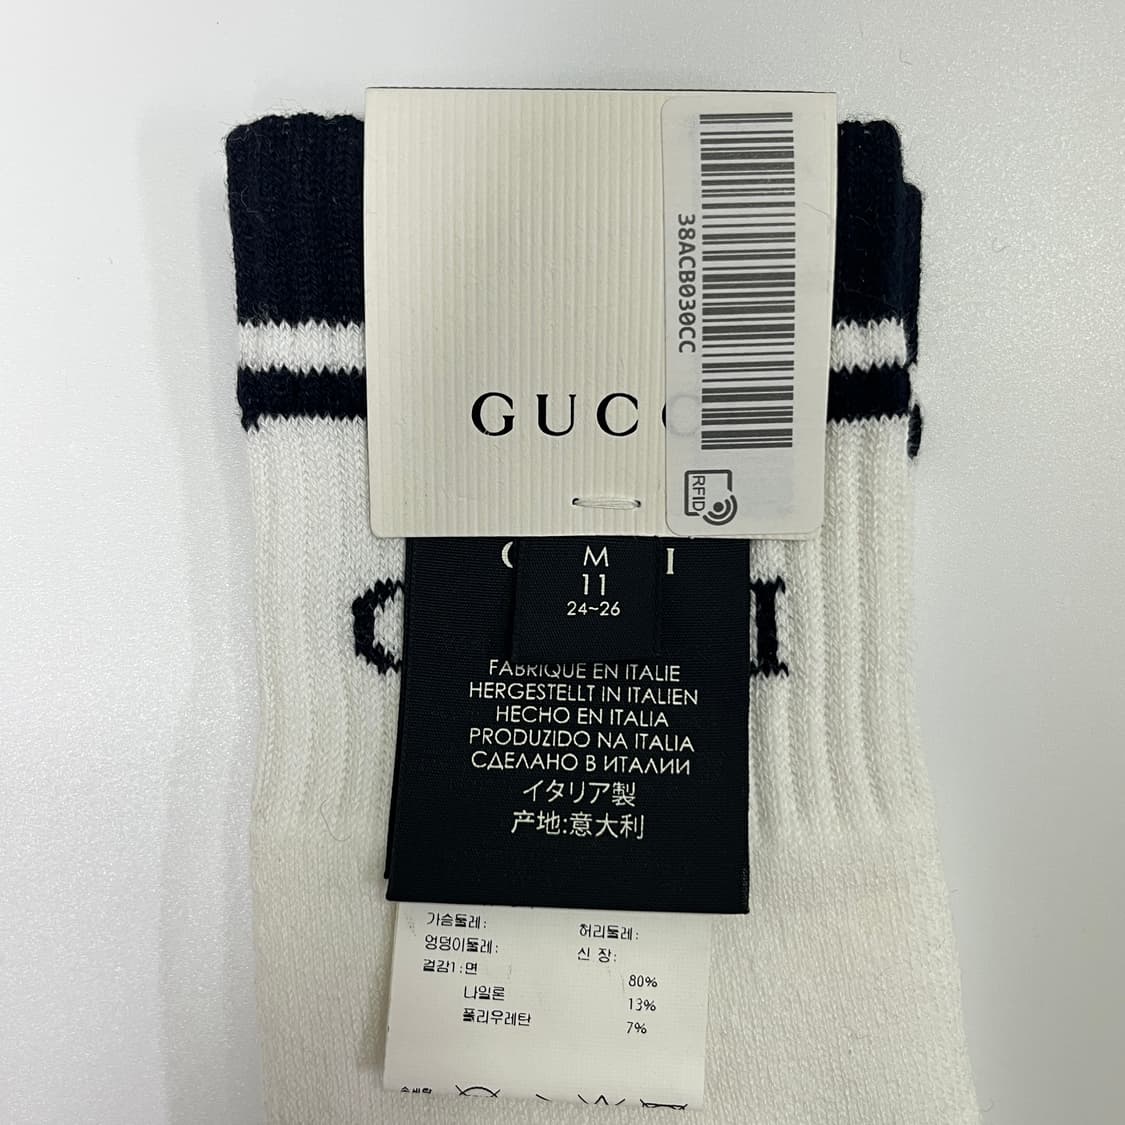 38ACB030CC
GUCC
RFID
M
11
24~26
FABRIQUE EN ITALIE
HERGESTELLT IN ITALIEN
HECHO EN ITALIA
PRODUZIDO NA ITALIA
СДЕЛАНО В ИТАЛИИ
イタリア製
产地:意大利
가슴둘레: 허리둘레:
엉덩이둘레: 신 장:
겉감1:면 80%
나일론 13%
폴리우레탄 7%